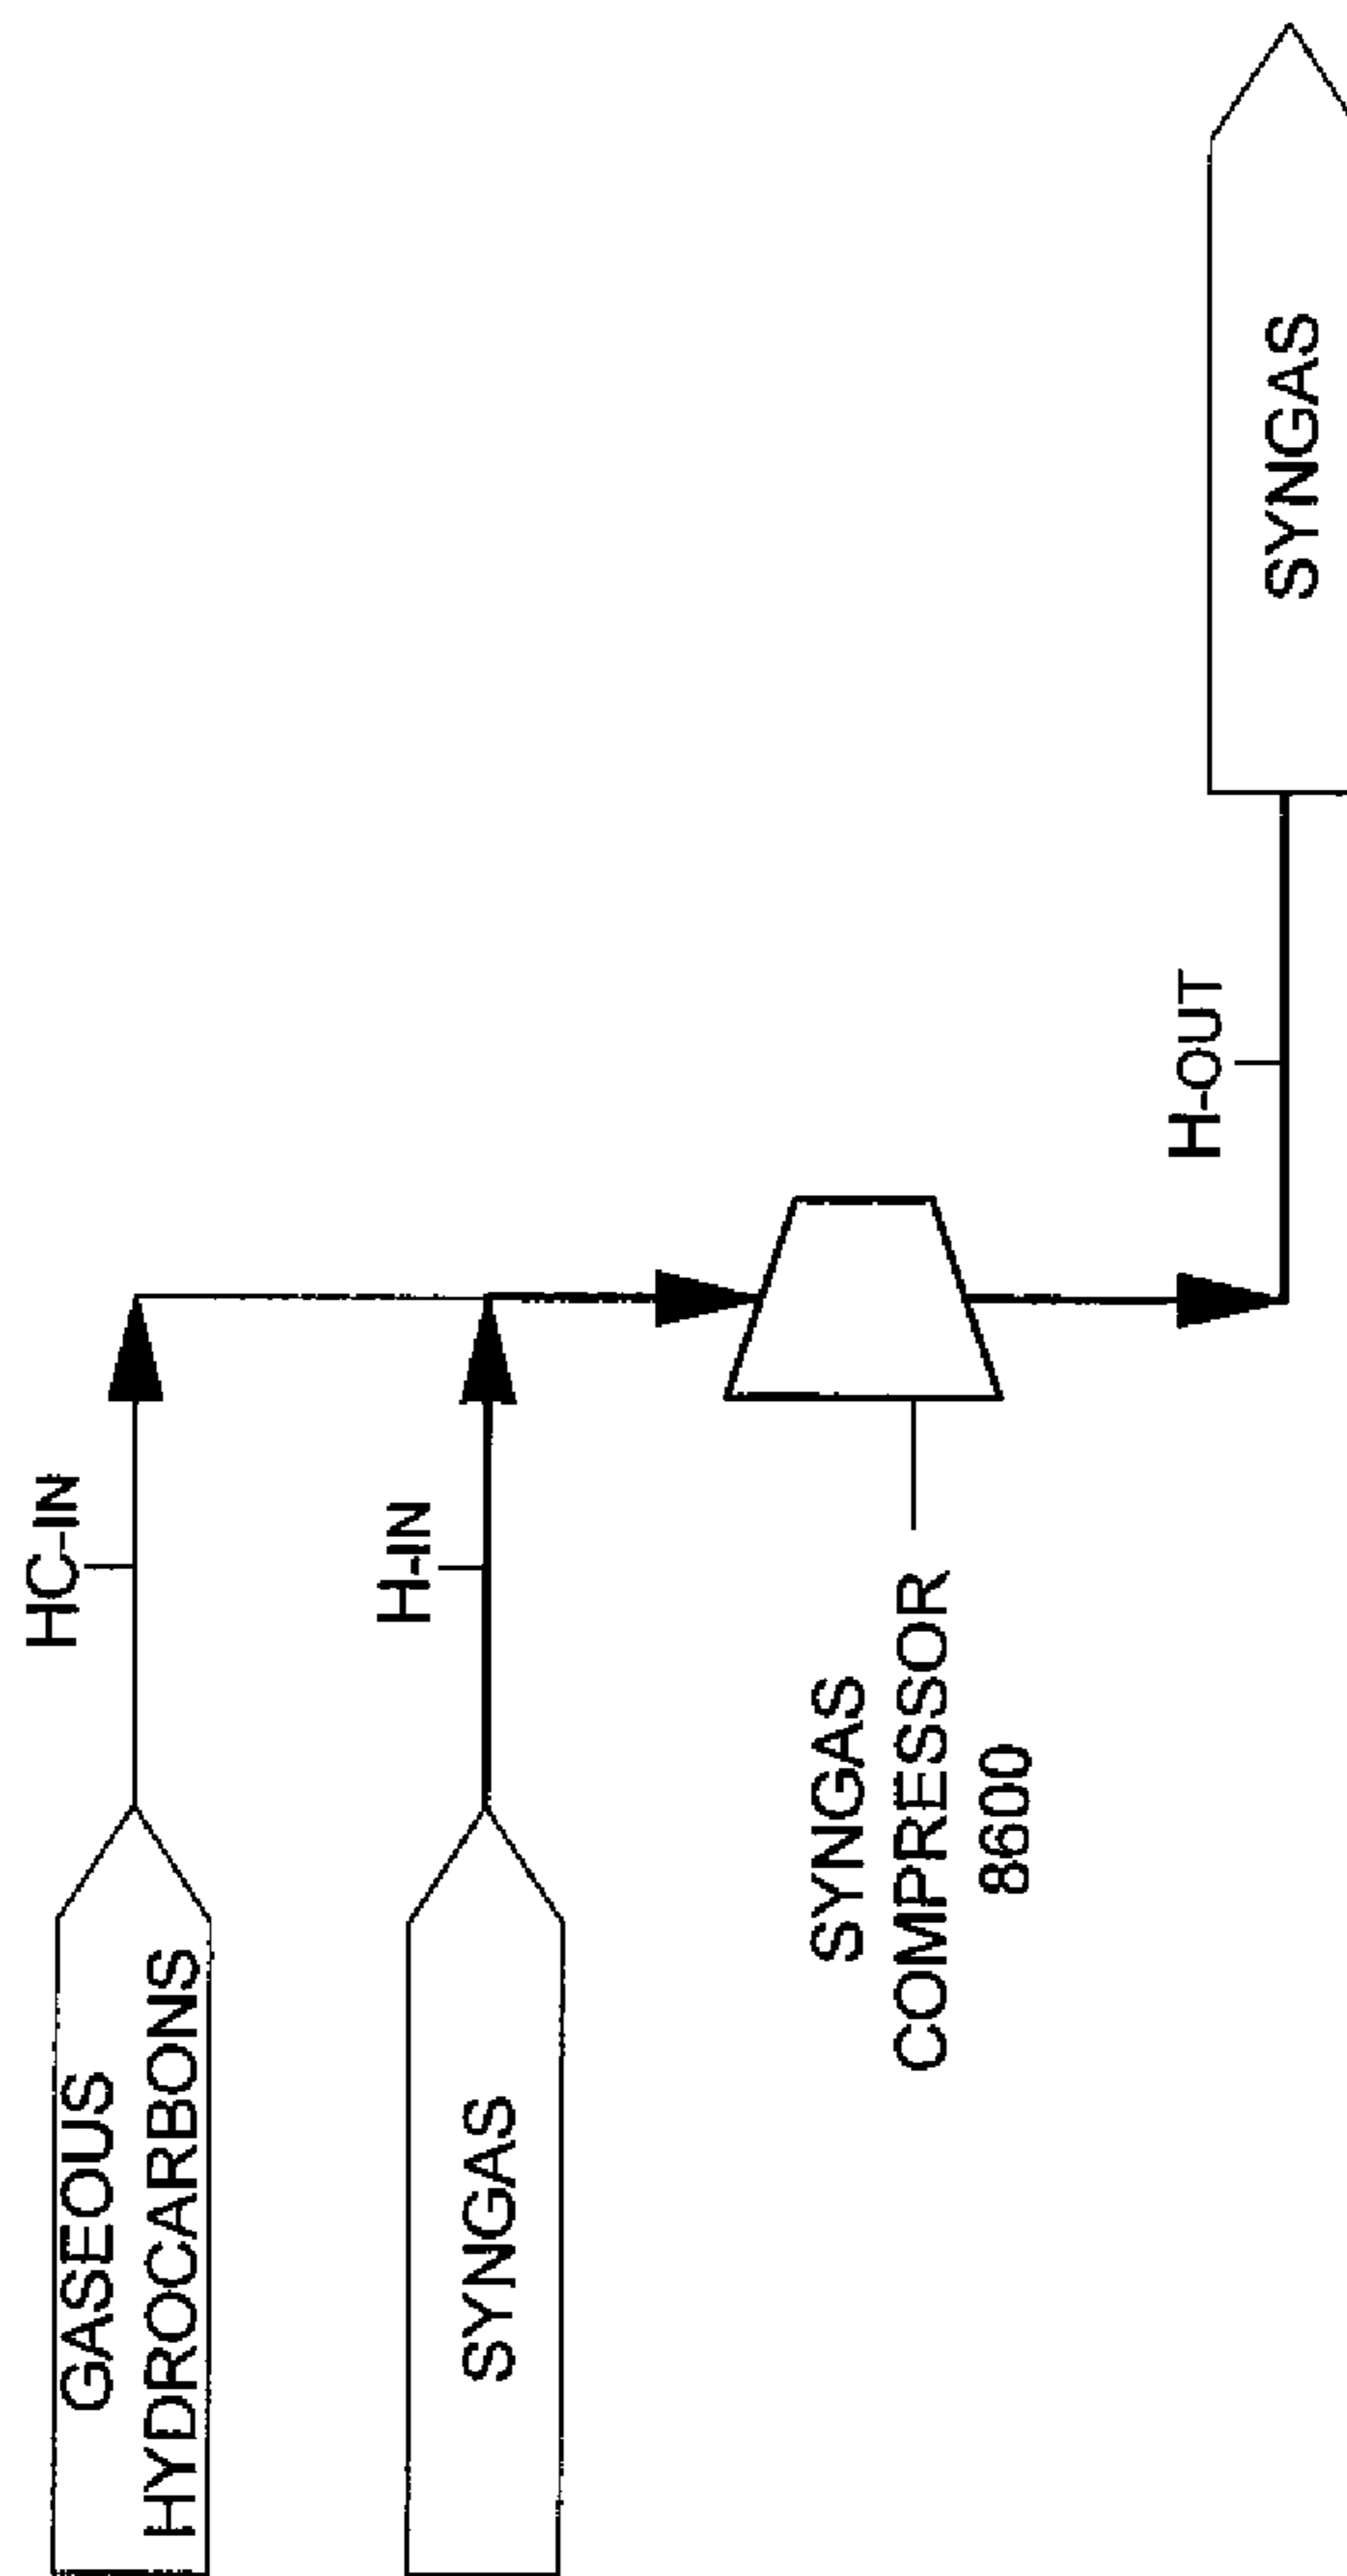 GASEOUS
HYDROCARBONS
HC-IN
SYNGAS
H-IN
SYNGAS
COMPRESSOR
8600
H-OUT
SYNGAS